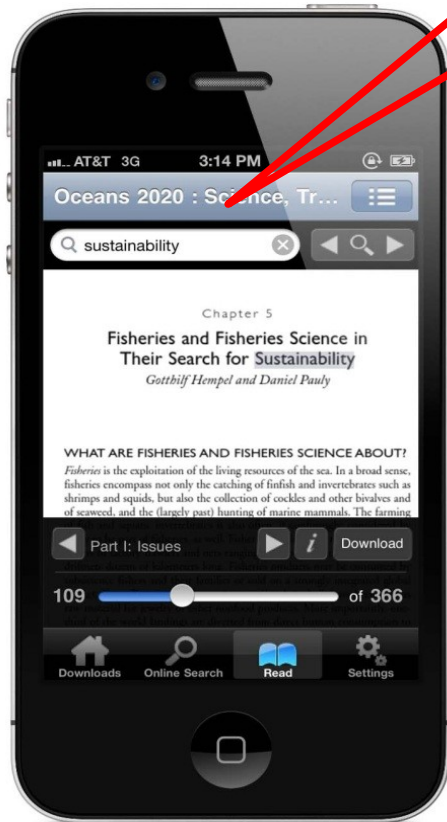 AT&T 3G 3:14 PM
Oceans 2020 : Science, Tr...
sustainability
Chapter 5
Fisheries and Fisheries Science in
Their Search for Sustainability
Gotthilf Hempel and Daniel Pauly
WHAT ARE FISHERIES AND FISHERIES SCIENCE ABOUT?
Fisheries is the exploitation of the living resources of the sea. In a broad sense,
fisheries encompass not only the catching of finfish and invertebrates such as
shrimps and squids, but also the collection of cockles and other bivalves and
of seaweed, and the (largely past) hunting of marine mammals. The farming
Part I: Issues i Download
109 of 366
Downloads Online Search Read Settings